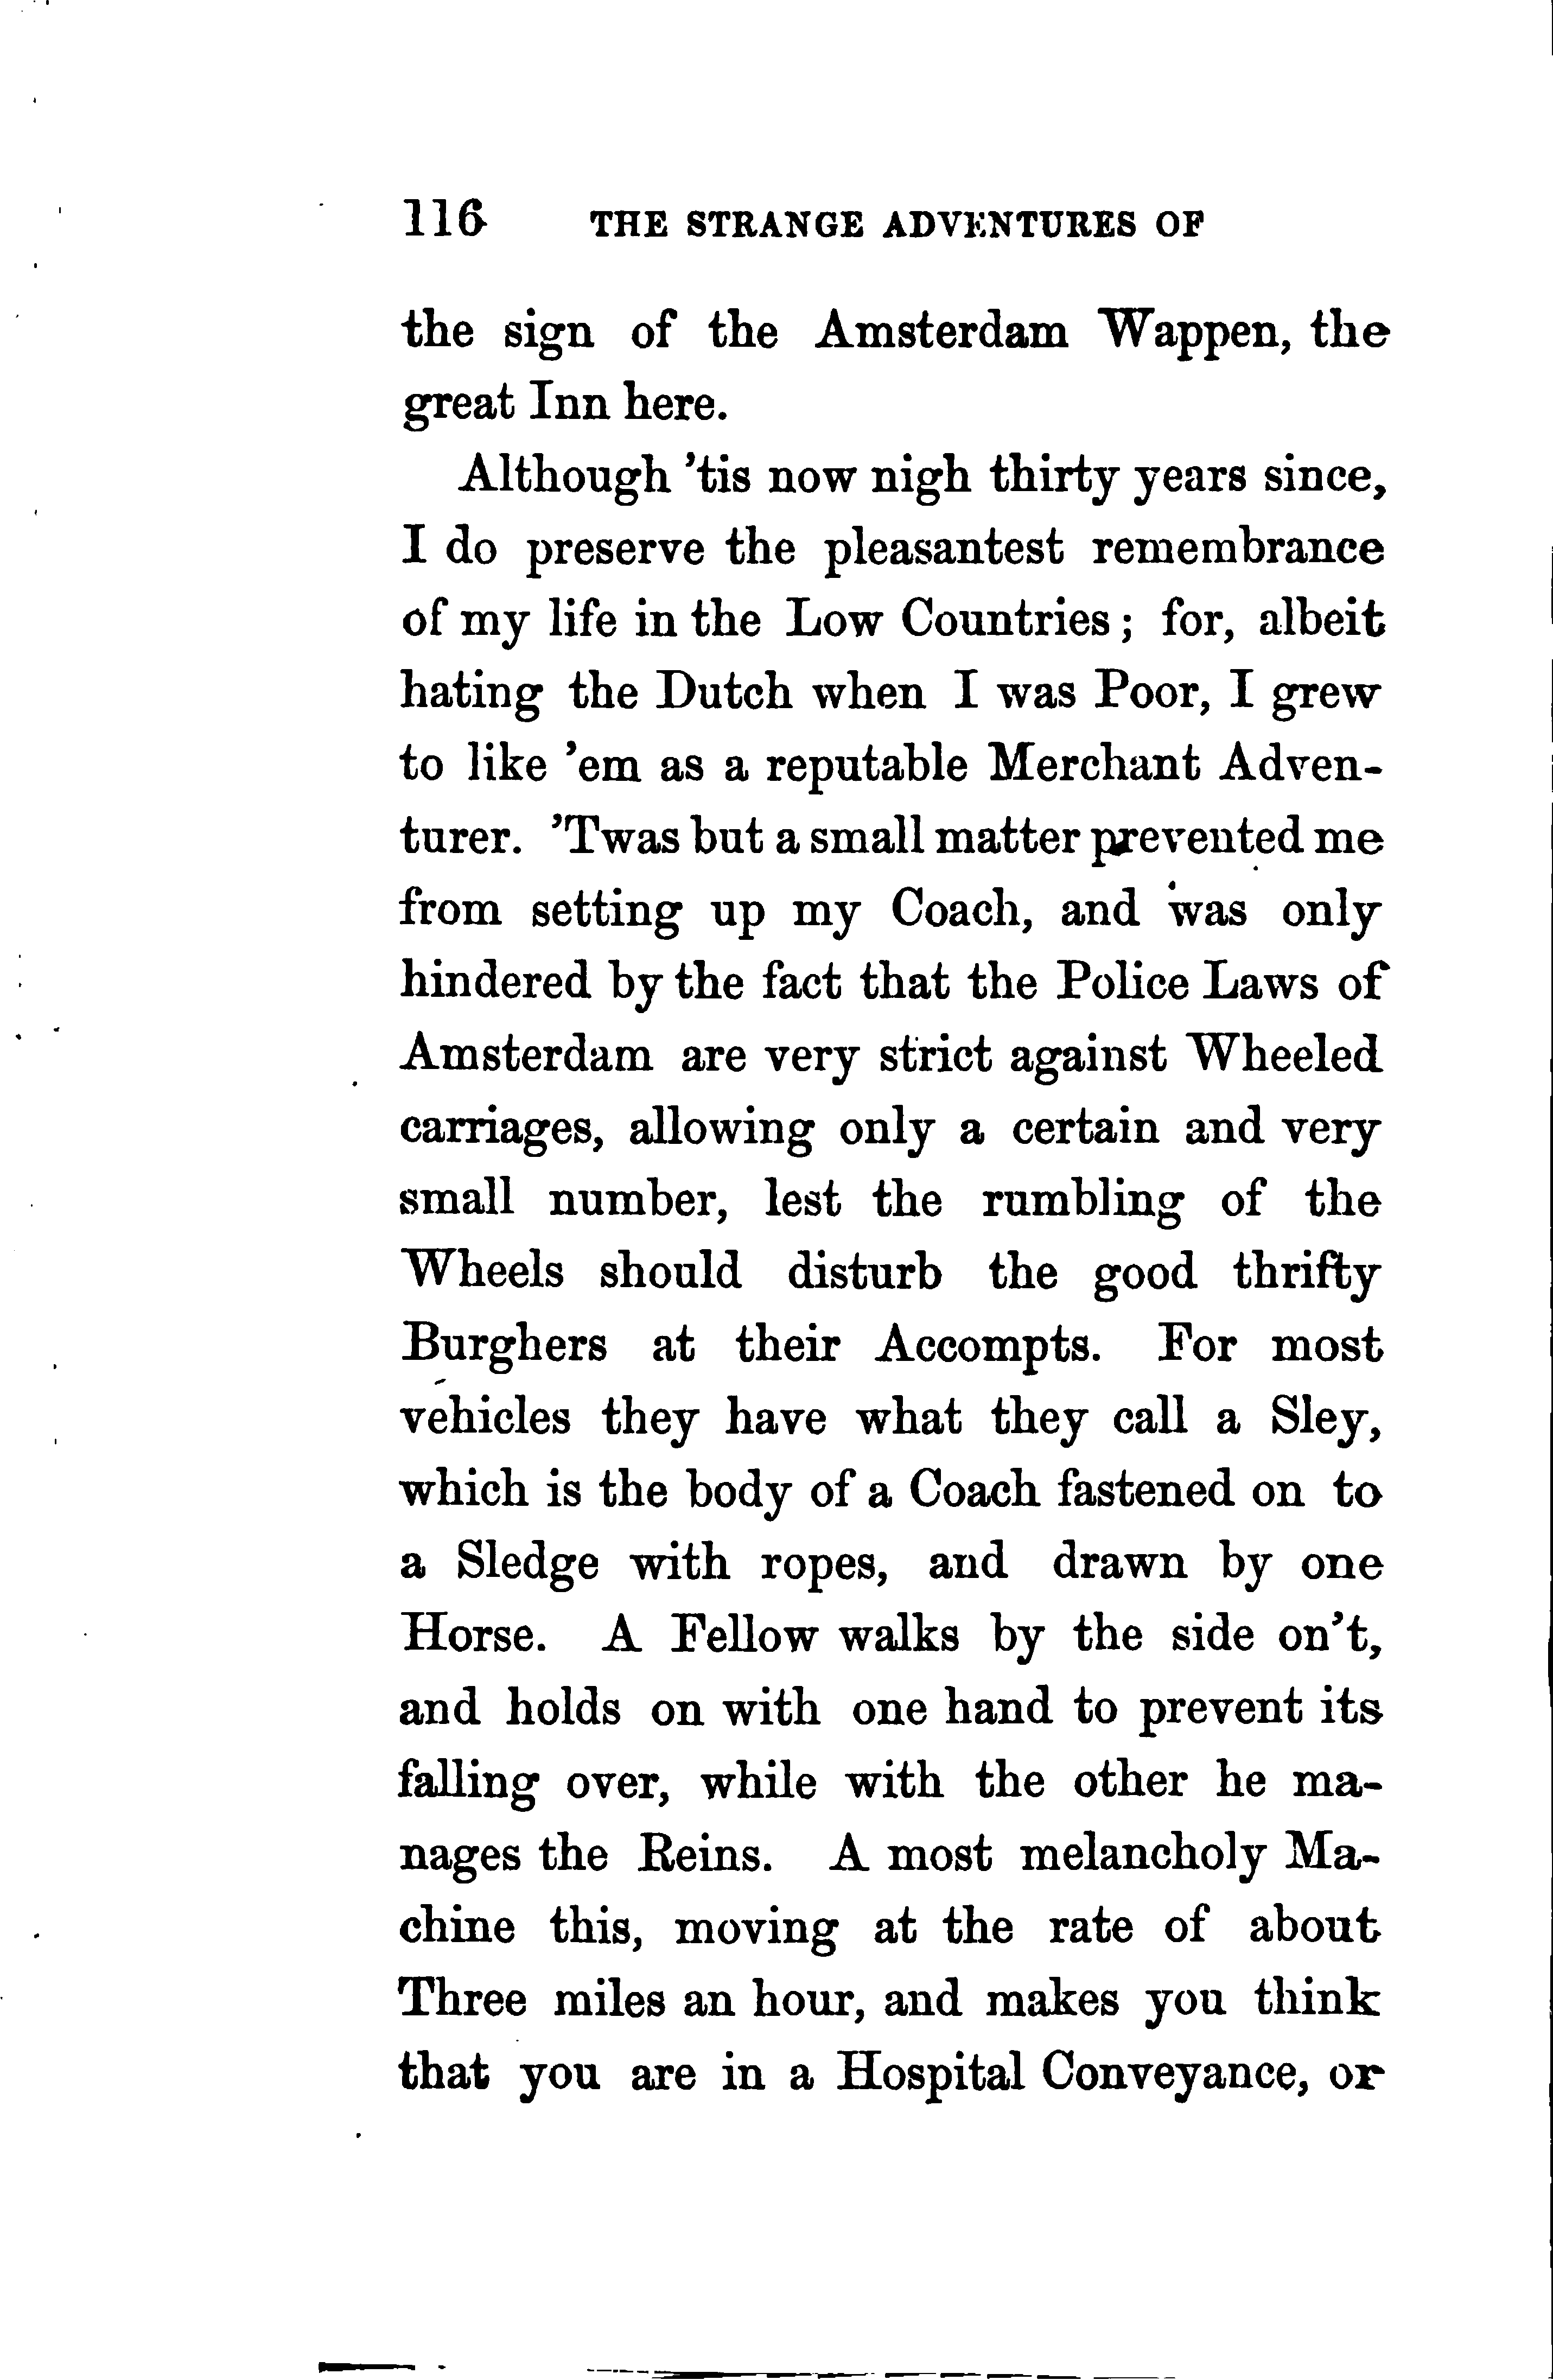 116 THE STRANGE ADVENTURES OF
the sign of the Amsterdam Wappen, the
great Inn here.
Although 'tis now nigh thirty years since,
I do preserve the pleasantest remembrance
of my life in the Low Countries; for, albeit
hating the Dutch when I was Poor, I grew
to like 'em as a reputable Merchant Adven-
turer. 'Twas but a small matter prevented me
from setting up my Coach, and was only
hindered by the fact that the Police Laws of
Amsterdam are very strict against Wheeled
carriages, allowing only a certain and very
small number, lest the rumbling of the
Wheels should disturb the good thrifty
Burghers at their Accompts. For most
vehicles they have what they call a Sley,
which is the body of a Coach fastened on to
a Sledge with ropes, and drawn by one
Horse. A Fellow walks by the side on't,
and holds on with one hand to prevent its
falling over, while with the other he ma-
nages the Reins. A most melancholy Ma-
chine this, moving at the rate of about
Three miles an hour, and makes you think
that you are in a Hospital Conveyance, or